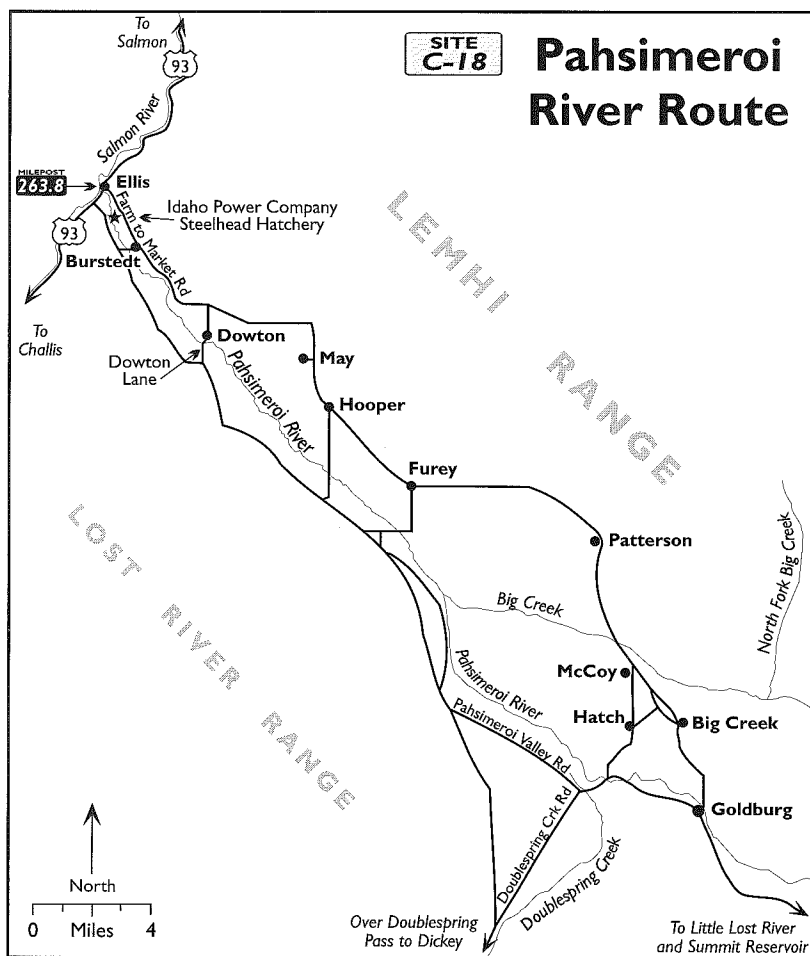 SITE
C-18
Pahsimeroi
River Route
To
Salmon
93
Salmon River
MILEPOST
263.8
Ellis
Farm to Market Rd
Idaho Power Company
Steelhead Hatchery
93
Burstedt
To
Challis
Dowton
Dowton
Lane
May
Pahsimeroi River
Hooper
LEMHI RANGE
Furey
Patterson
LOST RIVER RANGE
Big Creek
North Fork Big Creek
McCoy
Pahsimeroi River
Hatch
Big Creek
Pahsimeroi Valley Rd
Goldburg
Doublespring Crk Rd
Doublespring Creek
North
0 Miles 4
Over Doublespring
Pass to Dickey
To Little Lost River
and Summit Reservoir